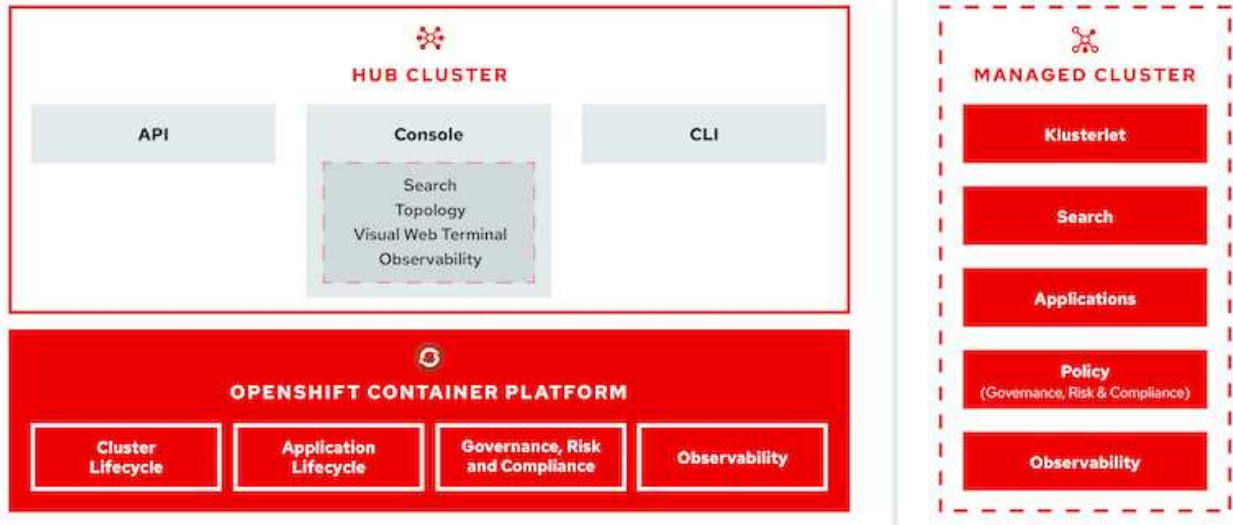 HUB CLUSTER
API
Console
CLI
Search
Topology
Visual Web Terminal
Observability
OPENSHIFT CONTAINER PLATFORM
Cluster
Lifecycle
Application
Lifecycle
Governance, Risk
and Compliance
Observability
MANAGED CLUSTER
Klusterlet
Search
Applications
Policy
(Governance, Risk & Compliance)
Observability